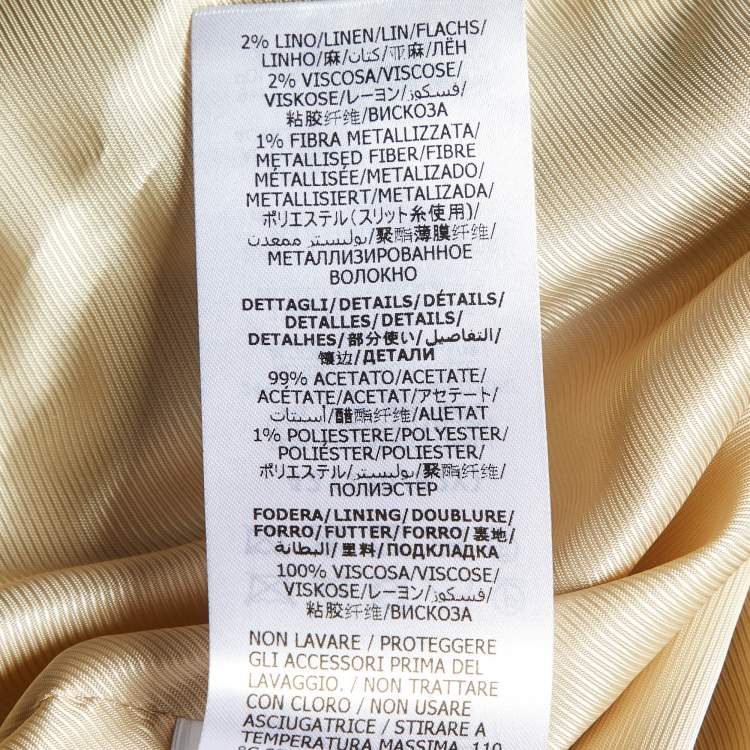 2% LINO/LINEN/LIN/FLACHS/
LINHO/麻/كتان/亚麻/ЛЁН
2% VISCOSA/VISCOSE/
VISKOSE/レーヨン/فسكوز/
粘胶纤维/ВИСКОЗА
1% FIBRA METALLIZZATA/
METALLISED FIBER/FIBRE
MÉTALLISÉE/METALIZADO/
METALLISIERT/METALIZADA/
ポリエステル(スリット糸使用)/
بوليستر ممعدن/聚酯薄膜纤维/
МЕТАЛЛИЗИРОВАННОЕ
ВОЛОКНО
DETTAGLI/DETAILS/DÉTAILS/
DETALLES/DETAILS/
DETALHES/部分使い/التفاصيل/
镶边/ДЕТАЛИ
99% ACETATO/ACETATE/
ACÉTATE/ACETAT/アセテート/
أسيتات/醋酯纤维/АЦЕТАТ
1% POLIESTERE/POLYESTER/
POLIÉSTER/POLIESTER/
ポリエステル/بوليستر/聚酯纤维/
ПОЛИЭСТЕР
FODERA/LINING/DOUBLURE/
FORRO/FUTTER/FORRO/裏地/
البطانة/里料/ПОДКЛАДКА
100% VISCOSA/VISCOSE/
VISKOSE/レーヨン/فسكوز/
粘胶纤维/ВИСКОЗА
NON LAVARE / PROTEGGERE
GLI ACCESSORI PRIMA DEL
LAVAGGIO. / NON TRATTARE
CON CLORO / NON USARE
ASCIUGATRICE / STIRARE A
TEMPERATURA MASSIMA 110